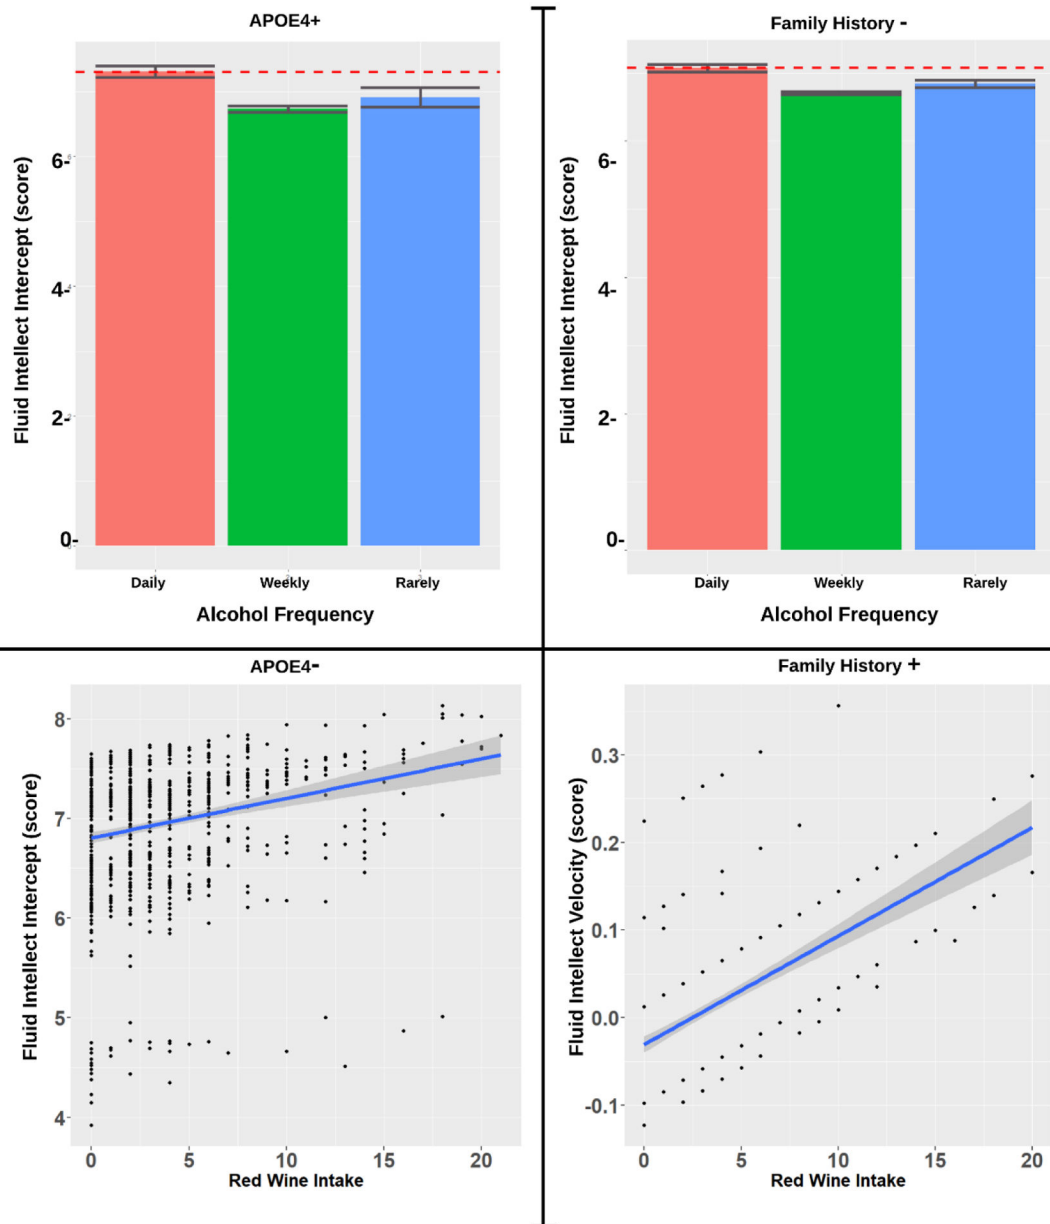 APOE4+
Fluid Intellect Intercept (score)
6-
4-
2-
0-
Daily Weekly Rarely
Alcohol Frequency
Family History -
Fluid Intellect Intercept (score)
6-
4-
2-
0-
Daily Weekly Rarely
Alcohol Frequency
APOE4-
Fluid Intellect Intercept (score)
8
7
6
5
4
0 5 10 15 20
Red Wine Intake
Family History +
Fluid Intellect Velocity (score)
0.3
0.2
0.1
0.0
-0.1
0 5 10 15 20
Red Wine Intake